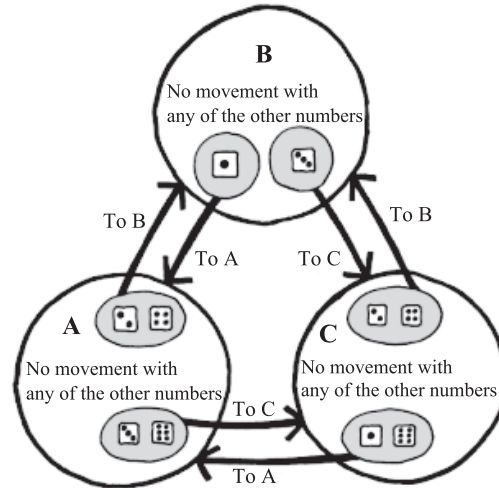 B
No movement with
any of the other numbers
To B
To A
To C
To B
A
No movement with
any of the other numbers
C
No movement with
any of the other numbers
To C
To A